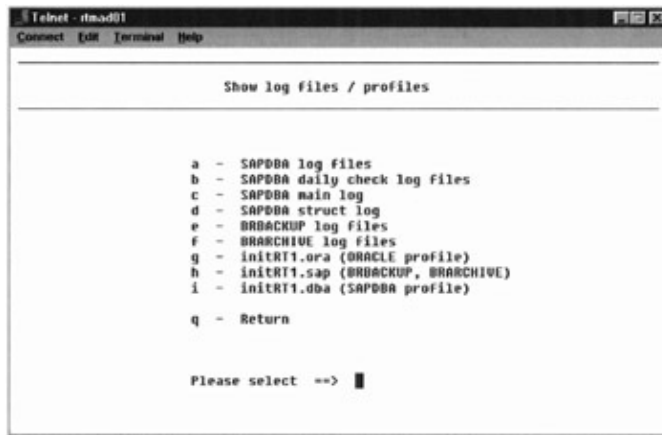 Telnet - rtmad01
Connect Edit Terminal Help
Show log files / profiles
a - SAPDBA log files
b - SAPDBA daily check log files
c - SAPDBA main log
d - SAPDBA struct log
e - BRBACKUP log files
f - BRARCHIVE log files
g - initRT1.ora (ORACLE profile)
h - initRT1.sap (BRBACKUP, BRARCHIVE)
i - initRT1.dba (SAPDBA profile)
q - Return
Please select ==>